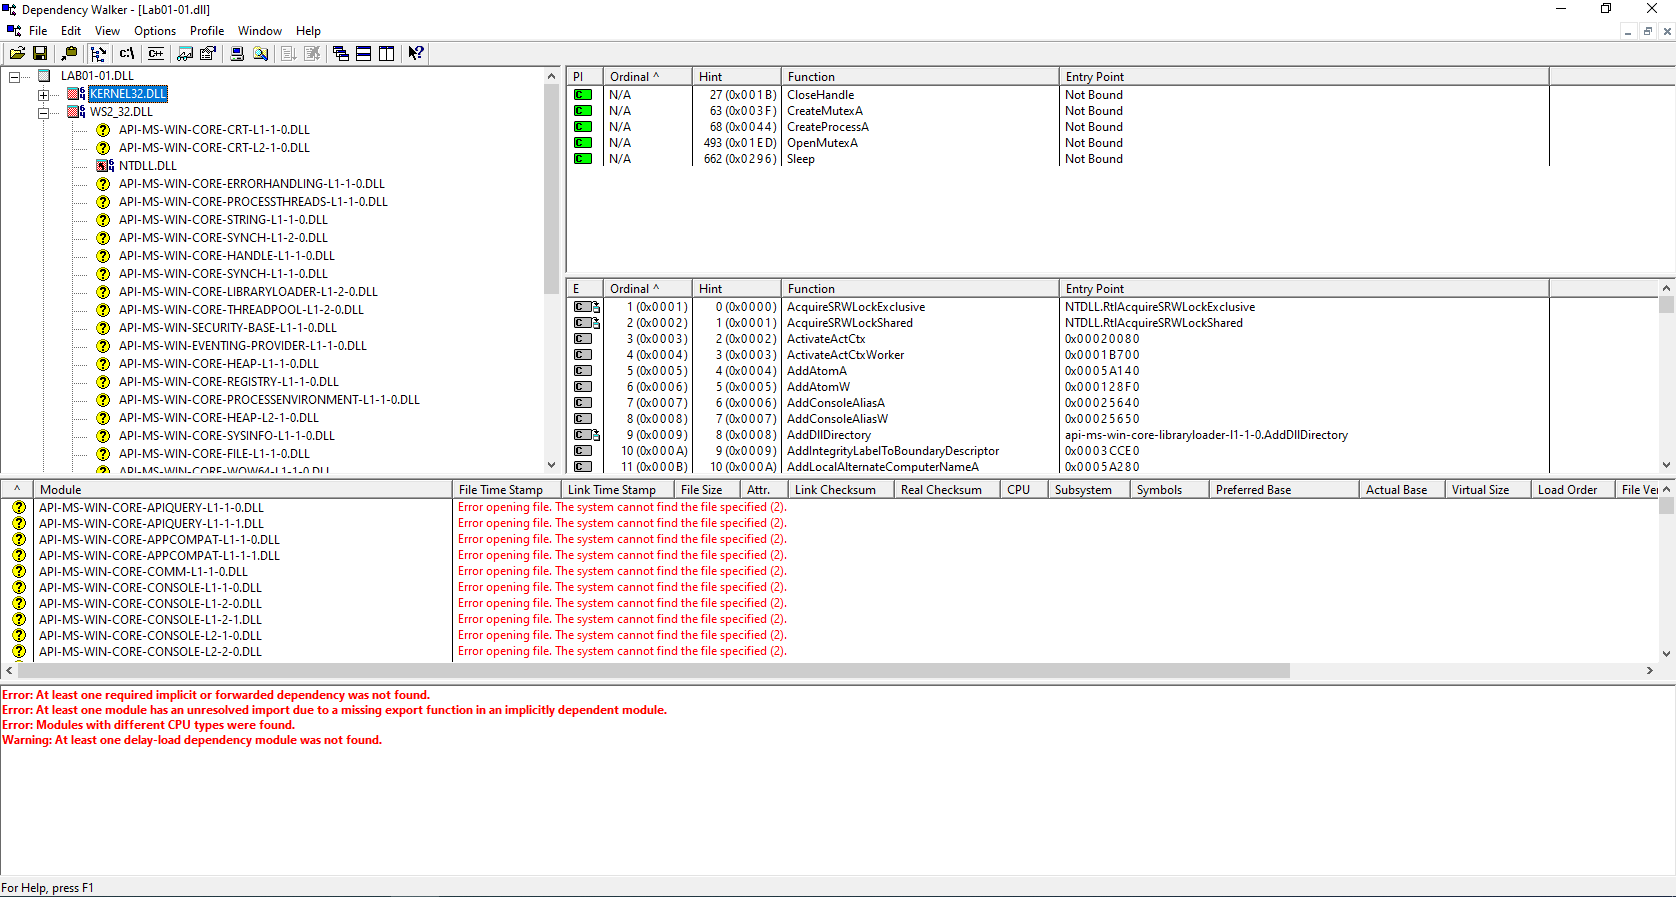 Dependency Walker - [Lab01-01.dll]
File Edit View Options Profile Window Help
c:\ C++
LAB01-01.DLL
KERNEL32.DLL
WS2_32.DLL
API-MS-WIN-CORE-CRT-L1-1-0.DLL
API-MS-WIN-CORE-CRT-L2-1-0.DLL
NTDLL.DLL
API-MS-WIN-CORE-ERRORHANDLING-L1-1-0.DLL
API-MS-WIN-CORE-PROCESSTHREADS-L1-1-0.DLL
API-MS-WIN-CORE-STRING-L1-1-0.DLL
API-MS-WIN-CORE-SYNCH-L1-2-0.DLL
API-MS-WIN-CORE-HANDLE-L1-1-0.DLL
API-MS-WIN-CORE-SYNCH-L1-1-0.DLL
API-MS-WIN-CORE-LIBRARYLOADER-L1-2-0.DLL
API-MS-WIN-CORE-THREADPOOL-L1-2-0.DLL
API-MS-WIN-SECURITY-BASE-L1-1-0.DLL
API-MS-WIN-EVENTING-PROVIDER-L1-1-0.DLL
API-MS-WIN-CORE-HEAP-L1-1-0.DLL
API-MS-WIN-CORE-REGISTRY-L1-1-0.DLL
API-MS-WIN-CORE-PROCESSENVIRONMENT-L1-1-0.DLL
API-MS-WIN-CORE-HEAP-L2-1-0.DLL
API-MS-WIN-CORE-SYSINFO-L1-1-0.DLL
API-MS-WIN-CORE-FILE-L1-1-0.DLL
API-MS-WIN-CORE-WOW64-L1-1-0.DLL
PI Ordinal ^ Hint Function Entry Point
C N/A 27 (0x001B) CloseHandle Not Bound
C N/A 63 (0x003F) CreateMutexA Not Bound
C N/A 68 (0x0044) CreateProcessA Not Bound
C N/A 493 (0x01ED) OpenMutexA Not Bound
C N/A 662 (0x0296) Sleep Not Bound
E Ordinal ^ Hint Function Entry Point
C 1 (0x0001) 0 (0x0000) AcquireSRWLockExclusive NTDLL.RtlAcquireSRWLockExclusive
C 2 (0x0002) 1 (0x0001) AcquireSRWLockShared NTDLL.RtlAcquireSRWLockShared
C 3 (0x0003) 2 (0x0002) ActivateActCtx 0x00020080
C 4 (0x0004) 3 (0x0003) ActivateActCtxWorker 0x0001B700
C 5 (0x0005) 4 (0x0004) AddAtomA 0x0005A140
C 6 (0x0006) 5 (0x0005) AddAtomW 0x000128F0
C 7 (0x0007) 6 (0x0006) AddConsoleAliasA 0x00025640
C 8 (0x0008) 7 (0x0007) AddConsoleAliasW 0x00025650
C 9 (0x0009) 8 (0x0008) AddDllDirectory api-ms-win-core-libraryloader-l1-1-0.AddDllDirectory
C 10 (0x000A) 9 (0x0009) AddIntegrityLabelToBoundaryDescriptor 0x0003CCE0
C 11 (0x000B) 10 (0x000A) AddLocalAlternateComputerNameA 0x0005A280
^ Module File Time Stamp Link Time Stamp File Size Attr. Link Checksum Real Checksum CPU Subsystem Symbols Preferred Base Actual Base Virtual Size Load Order File Ver
API-MS-WIN-CORE-APIQUERY-L1-1-0.DLL Error opening file. The system cannot find the file specified (2).
API-MS-WIN-CORE-APIQUERY-L1-1-1.DLL Error opening file. The system cannot find the file specified (2).
API-MS-WIN-CORE-APPCOMPAT-L1-1-0.DLL Error opening file. The system cannot find the file specified (2).
API-MS-WIN-CORE-APPCOMPAT-L1-1-1.DLL Error opening file. The system cannot find the file specified (2).
API-MS-WIN-CORE-COMM-L1-1-0.DLL Error opening file. The system cannot find the file specified (2).
API-MS-WIN-CORE-CONSOLE-L1-1-0.DLL Error opening file. The system cannot find the file specified (2).
API-MS-WIN-CORE-CONSOLE-L1-2-0.DLL Error opening file. The system cannot find the file specified (2).
API-MS-WIN-CORE-CONSOLE-L1-2-1.DLL Error opening file. The system cannot find the file specified (2).
API-MS-WIN-CORE-CONSOLE-L2-1-0.DLL Error opening file. The system cannot find the file specified (2).
API-MS-WIN-CORE-CONSOLE-L2-2-0.DLL Error opening file. The system cannot find the file specified (2).
Error: At least one required implicit or forwarded dependency was not found.
Error: At least one module has an unresolved import due to a missing export function in an implicitly dependent module.
Error: Modules with different CPU types were found.
Warning: At least one delay-load dependency module was not found.
For Help, press F1